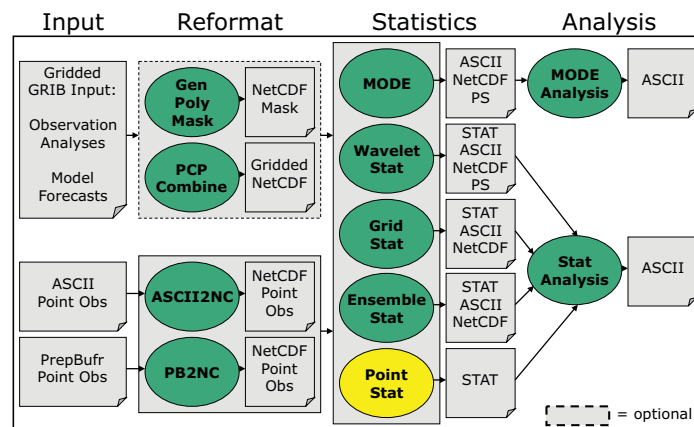 Input
Reformat
Statistics
Analysis
Gridded
GRIB Input:
Observation
Analyses
Model
Forecasts
Gen
Poly
Mask
NetCDF
Mask
PCP
Combine
Gridded
NetCDF
MODE
ASCII
NetCDF
PS
MODE
Analysis
ASCII
Wavelet
Stat
STAT
ASCII
NetCDF
PS
Grid
Stat
STAT
ASCII
NetCDF
Stat
Analysis
ASCII
ASCII
Point Obs
ASCII2NC
NetCDF
Point
Obs
Ensemble
Stat
STAT
ASCII
NetCDF
PrepBufr
Point Obs
PB2NC
NetCDF
Point
Obs
Point
Stat
STAT
= optional